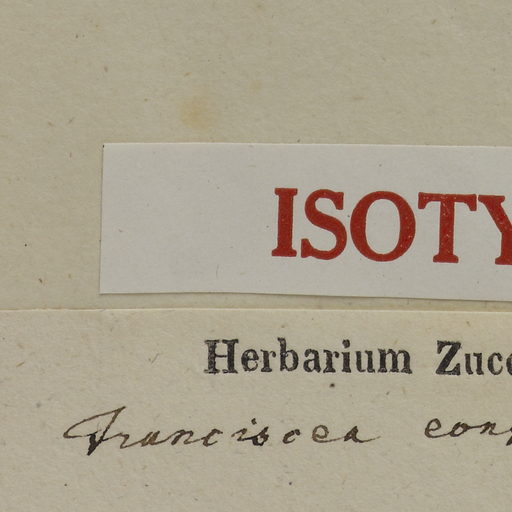 ISOTY
Herbarium Zucc
Franciscea con